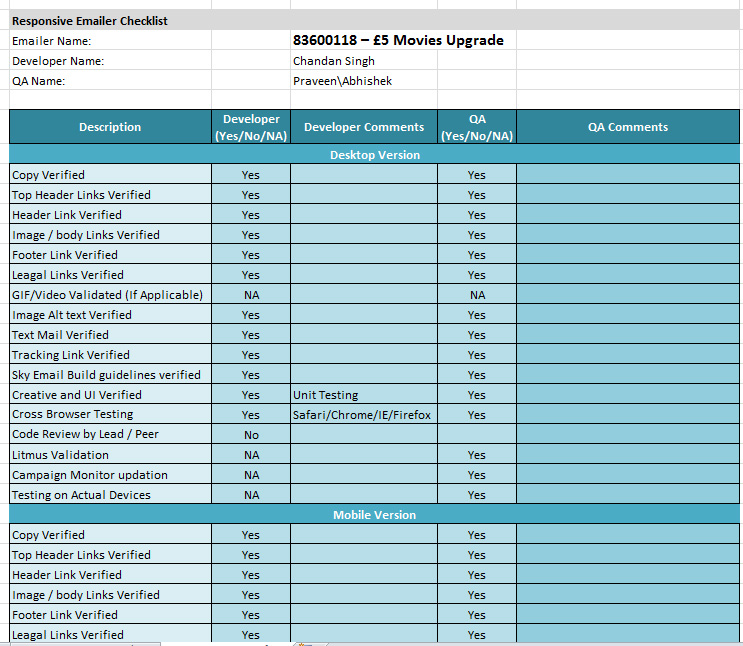 Responsive Emailer Checklist
Emailer Name: 83600118 – £5 Movies Upgrade
Developer Name: Chandan Singh
QA Name: Praveen\Abhishek
Description Developer (Yes/No/NA) Developer Comments QA (Yes/No/NA) QA Comments
Desktop Version
Copy Verified Yes Yes
Top Header Links Verified Yes Yes
Header Link Verified Yes Yes
Image / body Links Verified Yes Yes
Footer Link Verified Yes Yes
Leagal Links Verified Yes Yes
GIF/Video Validated (If Applicable) NA NA
Image Alt text Verified Yes Yes
Text Mail Verified Yes Yes
Tracking Link Verified Yes Yes
Sky Email Build guidelines verified Yes Yes
Creative and UI Verified Yes Unit Testing Yes
Cross Browser Testing Yes Safari/Chrome/IE/Firefox Yes
Code Review by Lead / Peer No
Litmus Validation NA Yes
Campaign Monitor updation NA Yes
Testing on Actual Devices NA Yes
Mobile Version
Copy Verified Yes Yes
Top Header Links Verified Yes Yes
Header Link Verified Yes Yes
Image / body Links Verified Yes Yes
Footer Link Verified Yes Yes
Leagal Links Verified Yes Yes